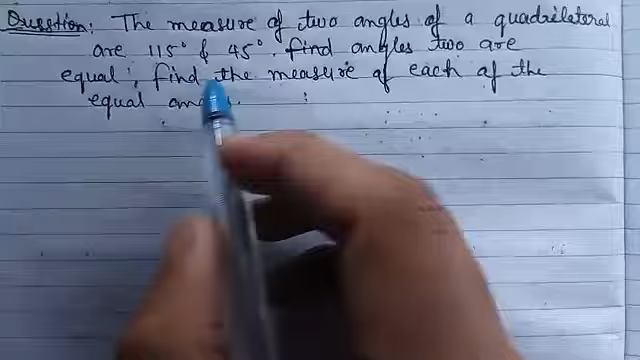 Question: The measure of two angles of a quadrilateral
are 115° & 45°. find angles two are
equal, find the measure of each of the
equal